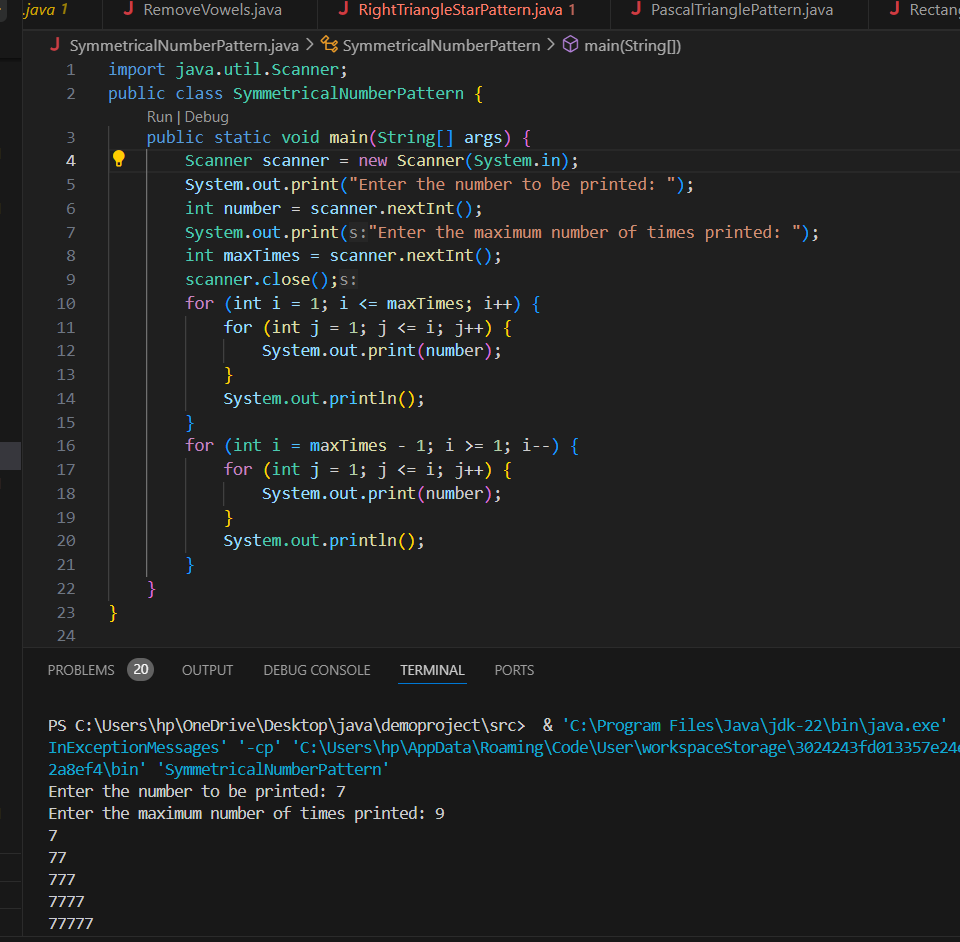 .java 1 RemoveVowels.java RightTriangleStarPattern.java 1 PascalTrianglePattern.java
SymmetricalNumberPattern.java > SymmetricalNumberPattern > main(String[])
1 import java.util.Scanner;
2 public class SymmetricalNumberPattern {
Run | Debug
3 public static void main(String[] args) {
4 Scanner scanner = new Scanner(System.in);
5 System.out.print("Enter the number to be printed: ");
6 int number = scanner.nextInt();
7 System.out.print(s:"Enter the maximum number of times printed: ");
8 int maxTimes = scanner.nextInt();
9 scanner.close();s:
10 for (int i = 1; i <= maxTimes; i++) {
11 for (int j = 1; j <= i; j++) {
12 System.out.print(number);
13 }
14 System.out.println();
15 }
16 for (int i = maxTimes - 1; i >= 1; i--) {
17 for (int j = 1; j <= i; j++) {
18 System.out.print(number);
19 }
20 System.out.println();
21 }
22 }
23 }
24
PROBLEMS 20 OUTPUT DEBUG CONSOLE TERMINAL PORTS
PS C:\Users\hp\OneDrive\Desktop\java\demoproject\src> & 'C:\Program Files\Java\jdk-22\bin\java.exe'
InExceptionMessages' '-cp' 'C:\Users\hp\AppData\Roaming\Code\User\workspaceStorage\3024243fd013357e24
2a8ef4\bin' 'SymmetricalNumberPattern'
Enter the number to be printed: 7
Enter the maximum number of times printed: 9
7
77
777
7777
77777